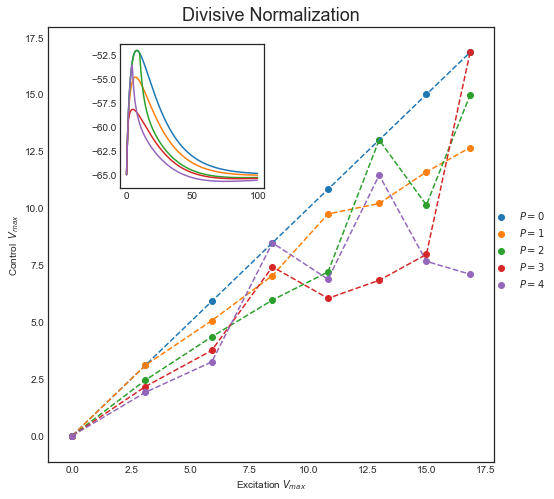 Divisive Normalization
17.5
15.0
12.5
10.0
7.5
5.0
2.5
0.0
Control V_max
−52.5
−55.0
−57.5
−60.0
−62.5
−65.0
0 50 100
P = 0
P = 1
P = 2
P = 3
P = 4
0.0 2.5 5.0 7.5 10.0 12.5 15.0 17.5
Excitation V_max